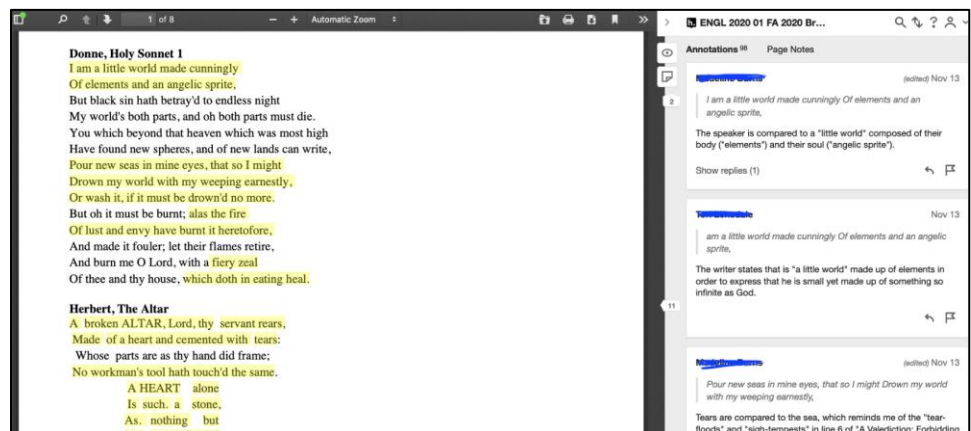 1 of 8
Automatic Zoom
Donne, Holy Sonnet 1
I am a little world made cunningly
Of elements and an angelic sprite,
But black sin hath betray'd to endless night
My world's both parts, and oh both parts must die.
You which beyond that heaven which was most high
Have found new spheres, and of new lands can write,
Pour new seas in mine eyes, that so I might
Drown my world with my weeping earnestly,
Or wash it, if it must be drown'd no more.
But oh it must be burnt; alas the fire
Of lust and envy have burnt it heretofore,
And made it fouler; let their flames retire,
And burn me O Lord, with a fiery zeal
Of thee and thy house, which doth in eating heal.
Herbert, The Altar
A broken ALTAR, Lord, thy servant rears,
Made of a heart and cemented with tears:
Whose parts are as thy hand did frame;
No workman's tool hath touch'd the same.
A HEART alone
Is such. a stone,
As. nothing but
2
11
ENGL 2020 01 FA 2020 Br...
Annotations 98 Page Notes
(edited) Nov 13
I am a little world made cunningly Of elements and an
angelic sprite,
The speaker is compared to a "little world" composed of their
body ("elements") and their soul ("angelic sprite").
Show replies (1)
Nov 13
am a little world made cunningly Of elements and an angelic
sprite,
The writer states that is "a little world" made up of elements in
order to express that he is small yet made up of something so
infinite as God.
(edited) Nov 13
Pour new seas in mine eyes, that so I might Drown my world
with my weeping earnestly,
Tears are compared to the sea, which reminds me of the "tear-
floods" and "sigh-tempests" in line 6 of "A Valediction: Forbidding